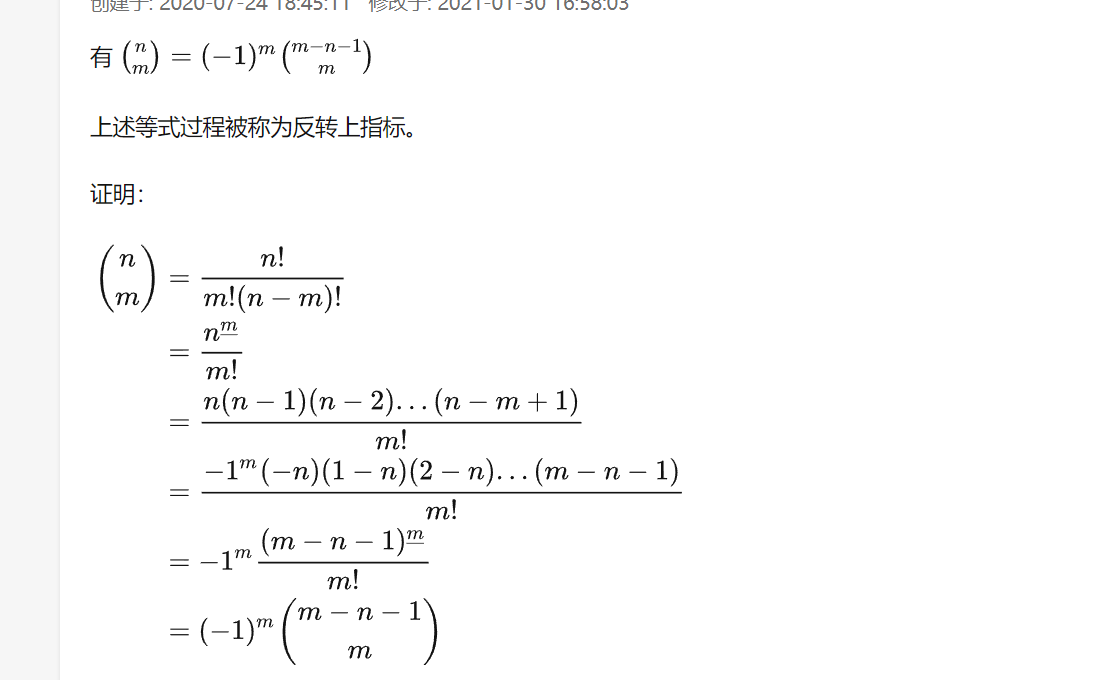 创建于: 2020-07-24 18:45:11 修改于: 2021-01-30 16:58:03
有 $\binom{n}{m} = (-1)^m \binom{m-n-1}{m}$
上述等式过程被称为反转上指标。
证明：
$\binom{n}{m} = \frac{n!}{m!(n-m)!}$
$= \frac{n^{\underline{m}}}{m!}$
$= \frac{n(n-1)(n-2)\ldots(n-m+1)}{m!}$
$= \frac{-1^m(-n)(1-n)(2-n)\ldots(m-n-1)}{m!}$
$= -1^m \frac{(m-n-1)^{\underline{m}}}{m!}$
$= (-1)^m \binom{m-n-1}{m}$